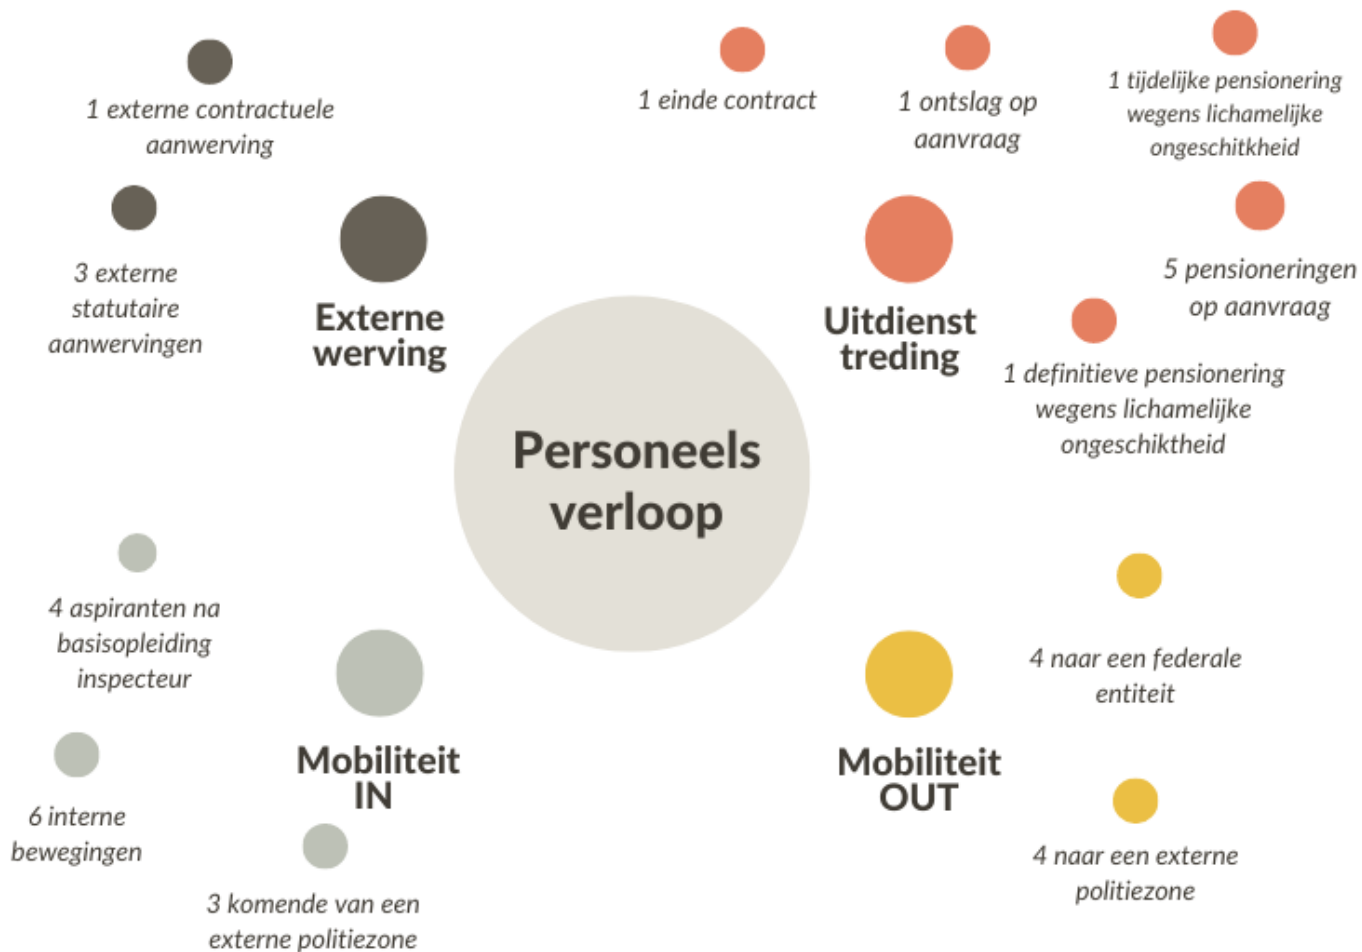 1 externe contractuele
aanwerving
3 externe
statutaire
aanwervingen
Externe
werving
1 einde contract
1 ontslag op
aanvraag
1 tijdelijke pensionering
wegens lichamelijke
ongeschitkheid
5 pensioneringen
op aanvraag
Uitdienst
treding
1 definitieve pensionering
wegens lichamelijke
ongeschiktheid
Personeels
verloop
4 aspiranten na
basisopleiding
inspecteur
6 interne
bewegingen
Mobiliteit
IN
3 komende van een
externe politiezone
Mobiliteit
OUT
4 naar een federale
entiteit
4 naar een externe
politiezone